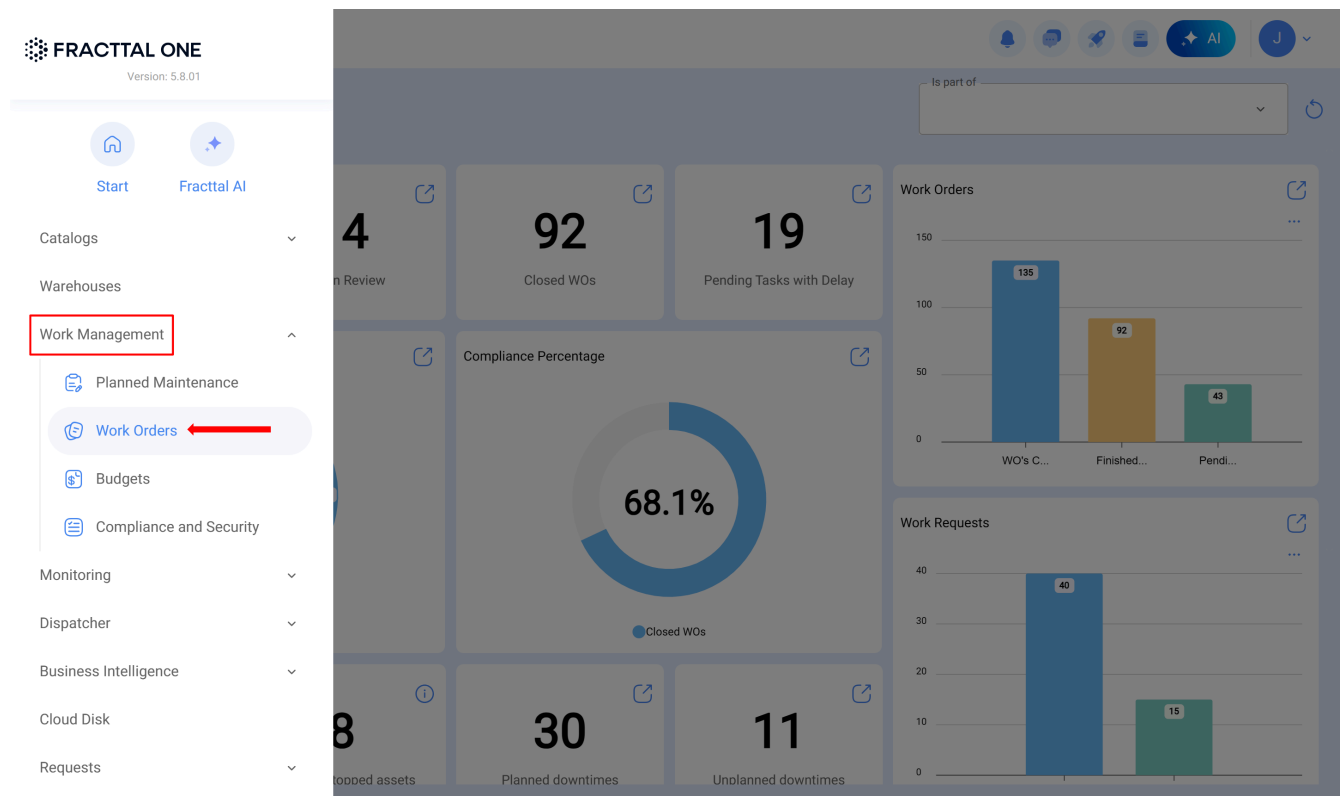 FRACTTAL ONE
Version: 5.8.01
Start
Fracttal AI
Catalogs
Warehouses
Work Management
Planned Maintenance
Work Orders
Budgets
Compliance and Security
Monitoring
Dispatcher
Business Intelligence
Cloud Disk
Requests
AI
J
Is part of
4
n Review
92
Closed WOs
19
Pending Tasks with Delay
Work Orders
...
150
100
50
0
135
92
43
WO's C...
Finished...
Pendi...
Compliance Percentage
68.1%
Closed WOs
Work Requests
...
40
30
20
10
0
40
15
8
topped assets
30
Planned downtimes
11
Unplanned downtimes